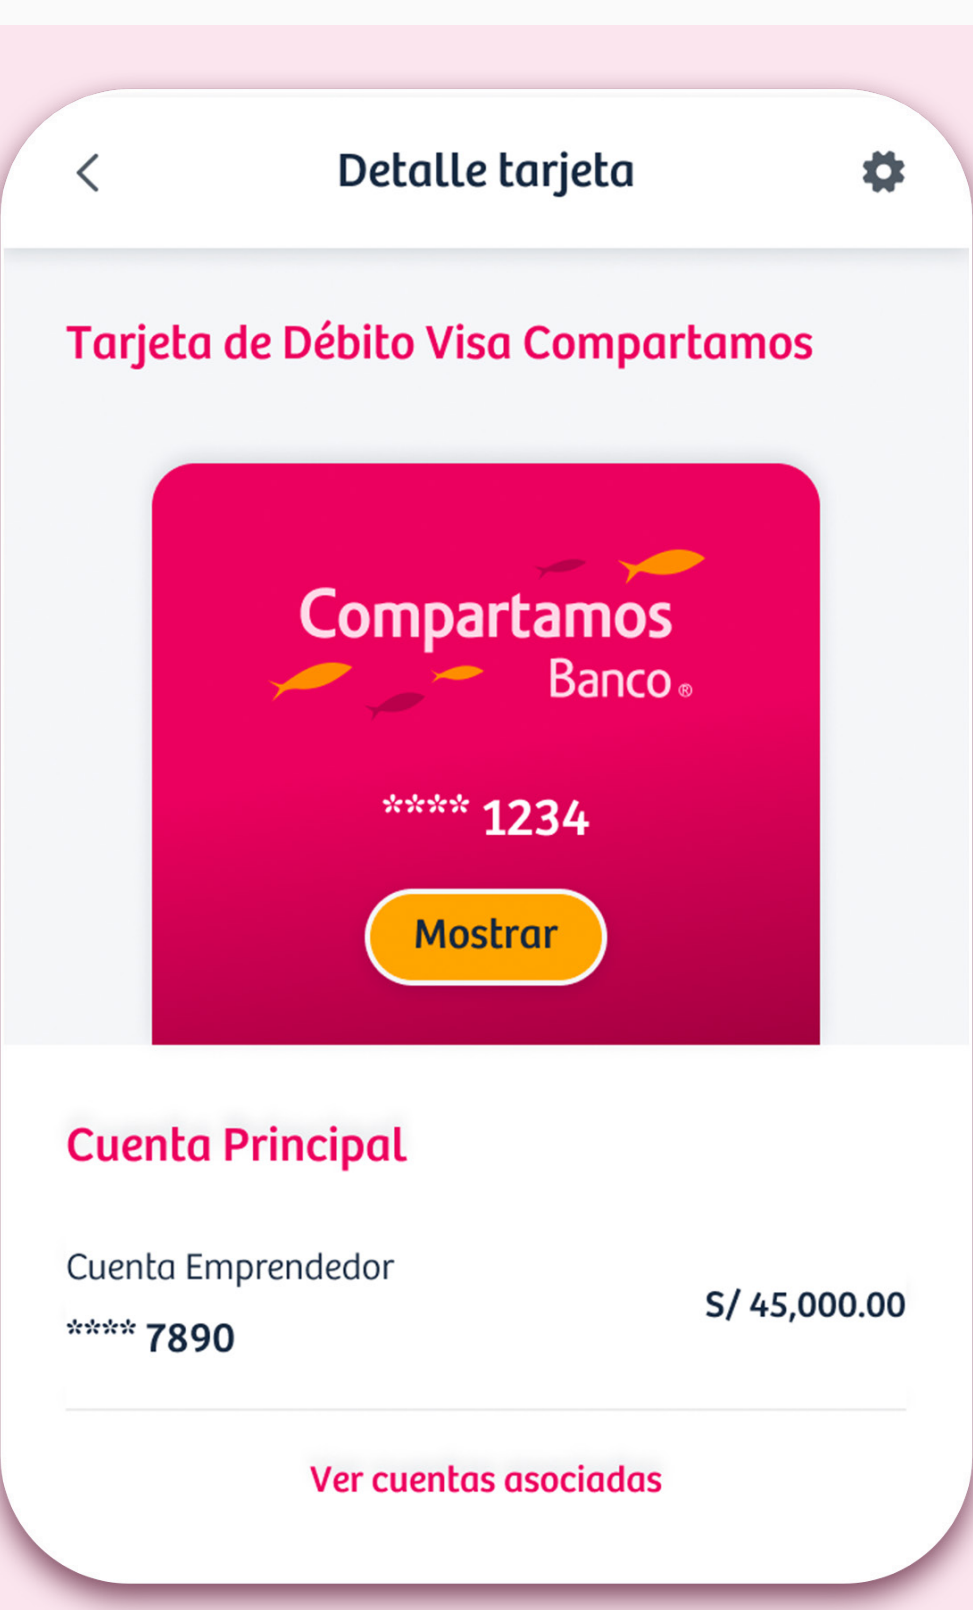 Detalle tarjeta
Tarjeta de Débito Visa Compartamos
Compartamos
Banco ®
**** 1234
Mostrar
Cuenta Principal
Cuenta Emprendedor
S/ 45,000.00
**** 7890
Ver cuentas asociadas